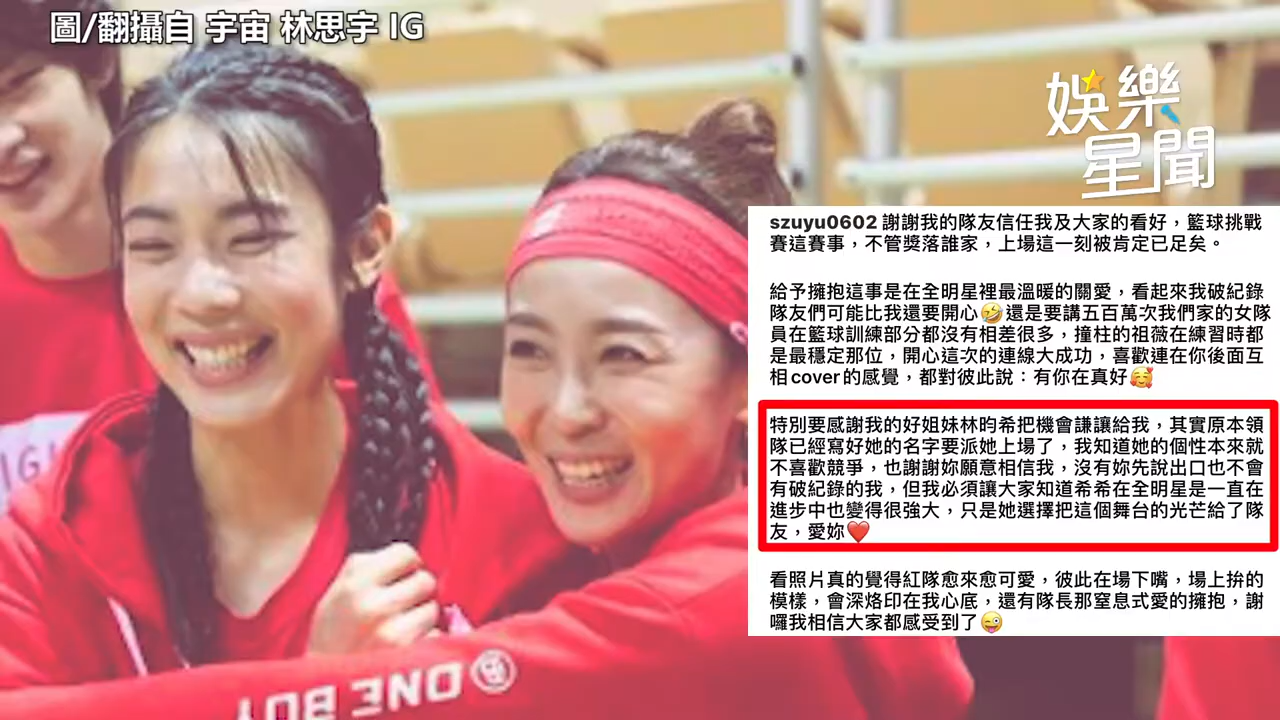 圖/翻攝自 宇宙 林思宇 IG
娛樂
星聞
szuyu0602 謝謝我的隊友信任我及大家的看好，籃球挑戰
賽這賽事，不管獎落誰家，上場這一刻被肯定已足矣。
給予擁抱這事是在全明星裡最溫暖的關愛，看起來我破紀錄
隊友們可能比我還要開心🤣還是要講五百萬次我們家的女隊
員在籃球訓練部分都沒有相差很多，撞柱的祖薇在練習時都
是最穩定那位，開心這次的連線大成功，喜歡連在你後面互
相cover的感覺，都對彼此說：有你在真好🥰
特別要感謝我的好姐妹林昀希把機會謙讓給我，其實原本領
隊已經寫好她的名字要派她上場了，我知道她的個性本來就
不喜歡競爭，也謝謝妳願意相信我，沒有妳先說出口也不會
有破紀錄的我，但我必須讓大家知道希希在全明星是一直在
進步中也變得很強大，只是她選擇把這個舞台的光芒給了隊
友，愛妳❤️
看照片真的覺得紅隊愈來愈可愛，彼此在場下嘴，場上拚的
模樣，會深烙印在我心底，還有隊長那窒息式愛的擁抱，謝
囉我相信大家都感受到了😜
ONE BOY